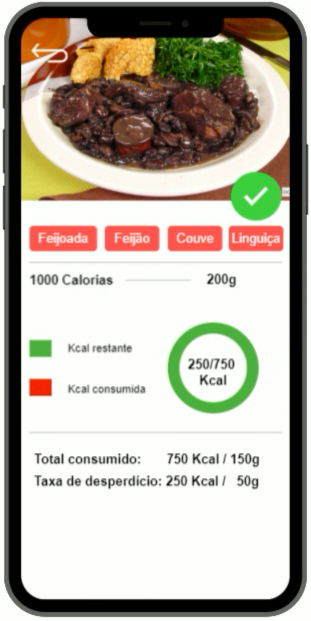 Feijoada Feijão Couve Linguiça
1000 Calorias 200g
Kcal restante
Kcal consumida
250/750
Kcal
Total consumido: 750 Kcal / 150g
Taxa de desperdício: 250 Kcal / 50g